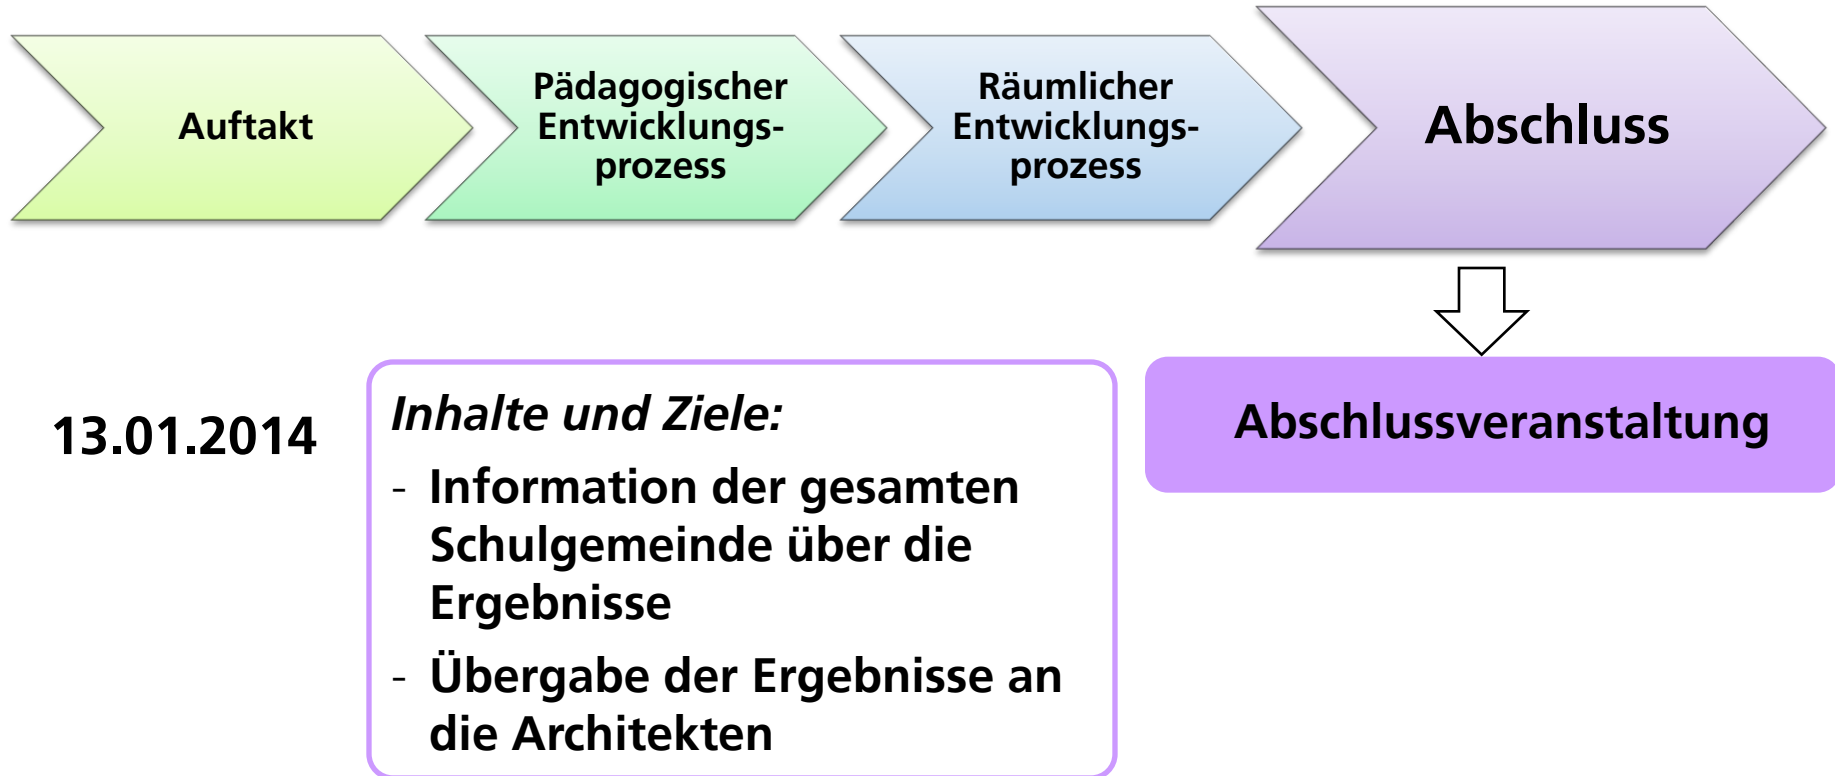 Auftakt
Pädagogischer
Entwicklungs-
prozess
Räumlicher
Entwicklungs-
prozess
Abschluss
13.01.2014
Inhalte und Ziele:
- Information der gesamten
Schulgemeinde über die
Ergebnisse
- Übergabe der Ergebnisse an
die Architekten
Abschlussveranstaltung